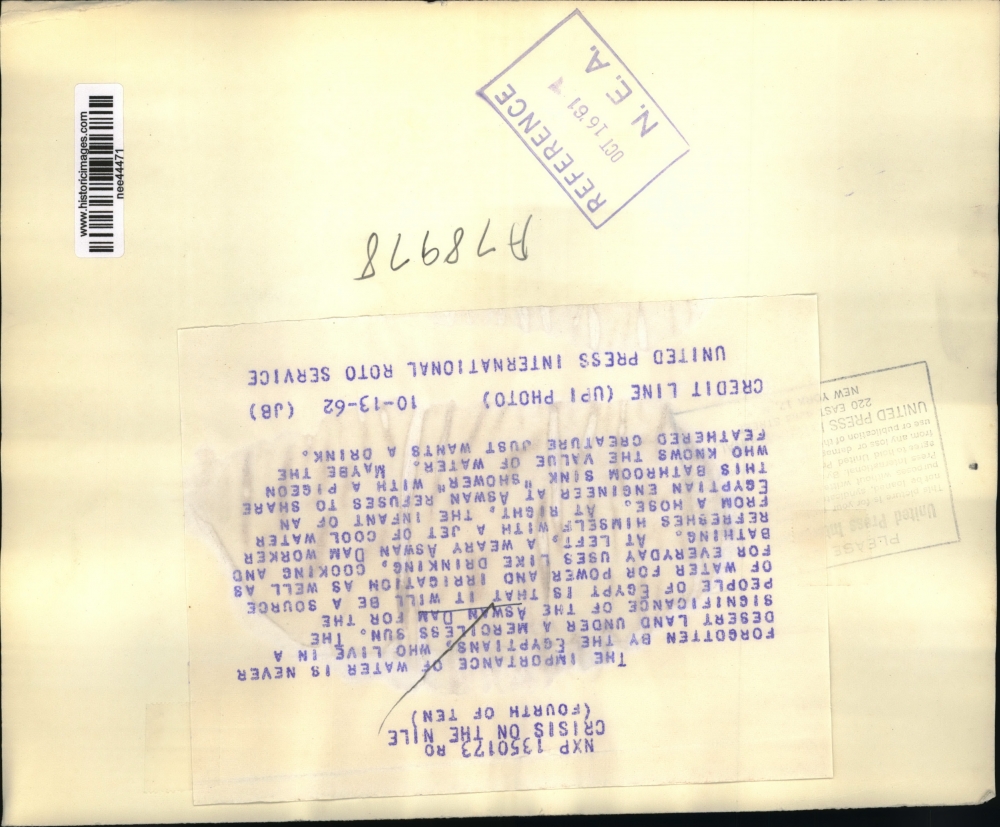 NXP 1350173 RO
CRISIS ON THE NILE
(FOURTH OF TEN)
THE IMPORTANCE OF WATER IS NEVER
FORGOTTEN BY THE EGYPTIANS WHO LIVE IN A
DESERT LAND UNDER A MERCILESS SUN. THE
SIGNIFICANCE OF THE ASWAN DAM FOR THE
PEOPLE OF EGYPT IS THAT IT WILL BE A SOURCE
OF WATER FOR POWER AND IRRIGATION AS WELL AS
FOR EVERYDAY USES LIKE DRINKING, COOKING AND
BATHING. AT LEFT, A WEARY ASWAN DAM WORKER
REFRESHES HIMSELF WITH A JET OF COOL WATER
FROM A HOSE. AT RIGHT, THE INFANT OF AN
EGYPTIAN ENGINEER AT ASWAN REFUSES TO SHARE
THIS BATHROOM SINK "SHOWER" WITH A PIGEON
WHO KNOWS THE VALUE OF WATER. MAYBE THE
FEATHERED CREATURE JUST WANTS A DRINK.
CREDIT LINE (UPI PHOTO) 10-13-62 (JB)
UNITED PRESS INTERNATIONAL ROTO SERVICE
A78978
REFERENCE
OCT 16 '61
N. E. A.
www.historicimages.com
nee44471
PLEASE
United Press
UNITED PRESS
220 EAST
NEW YORK 17